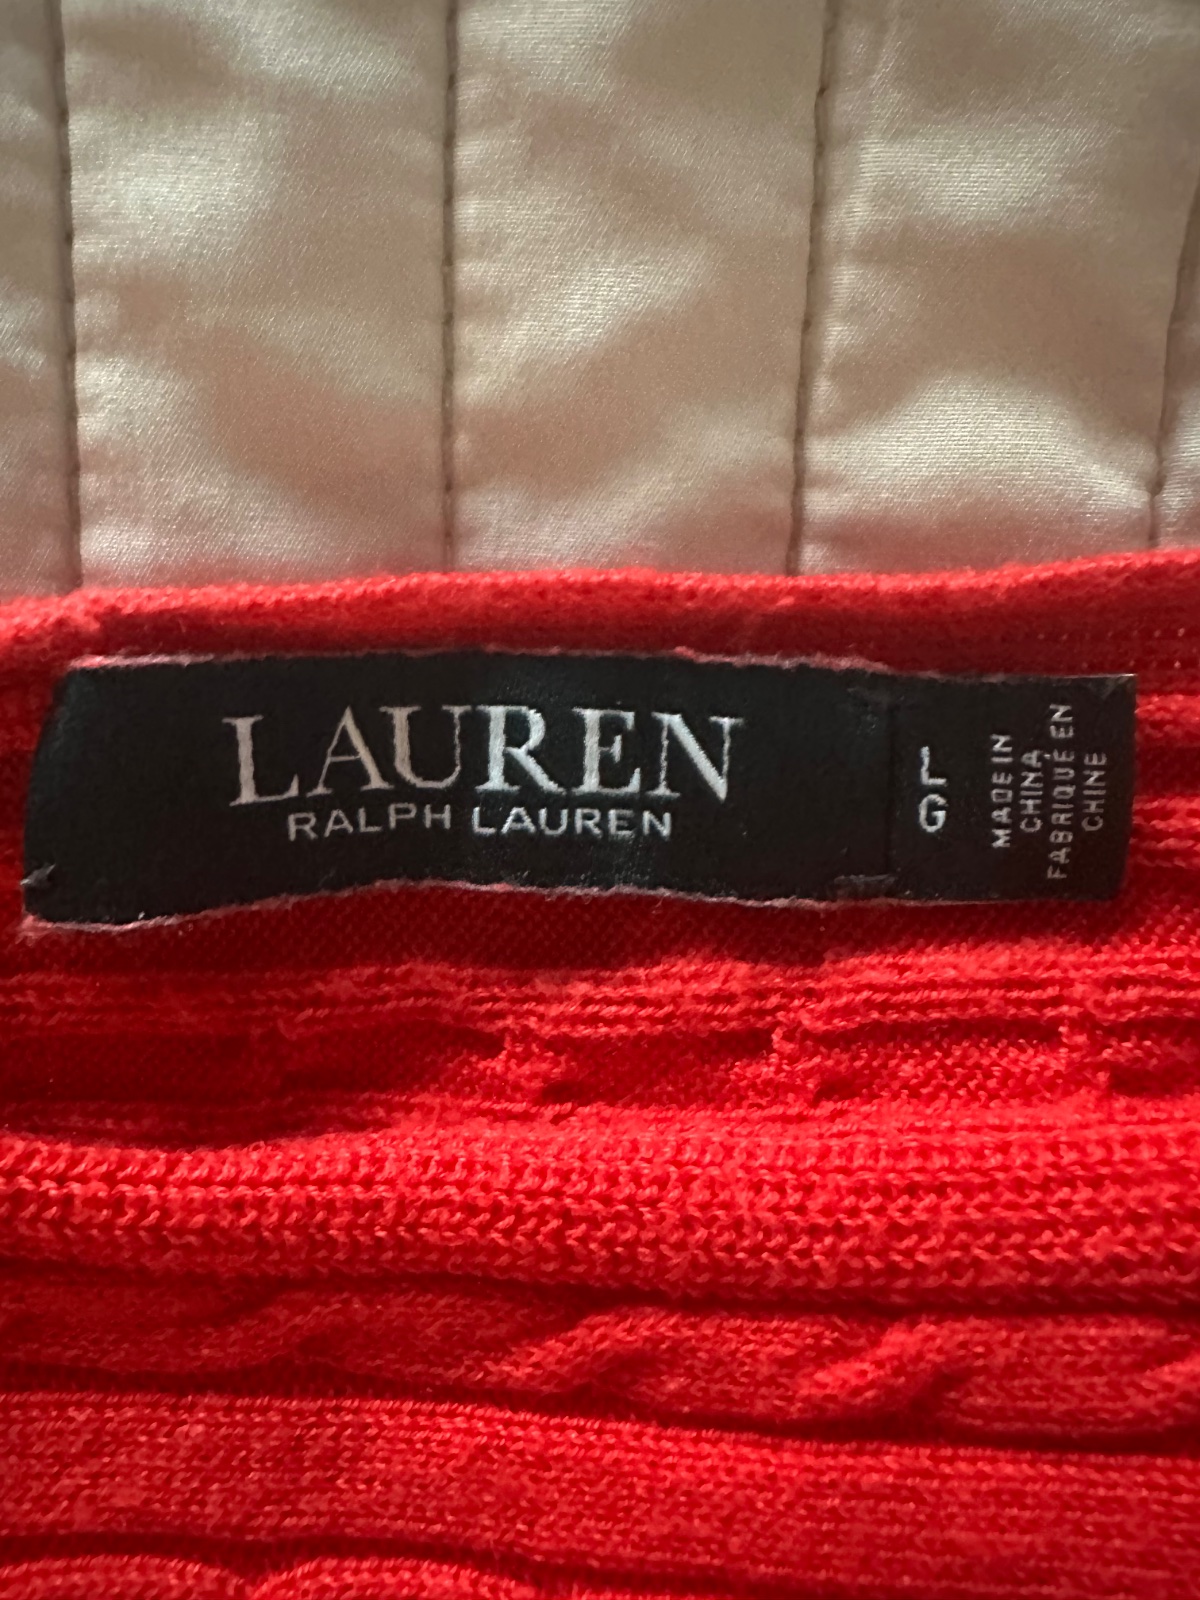 LAUREN
RALPH LAUREN
L
G
MADE IN
CHINA
FABRIQUÉ EN
CHINE